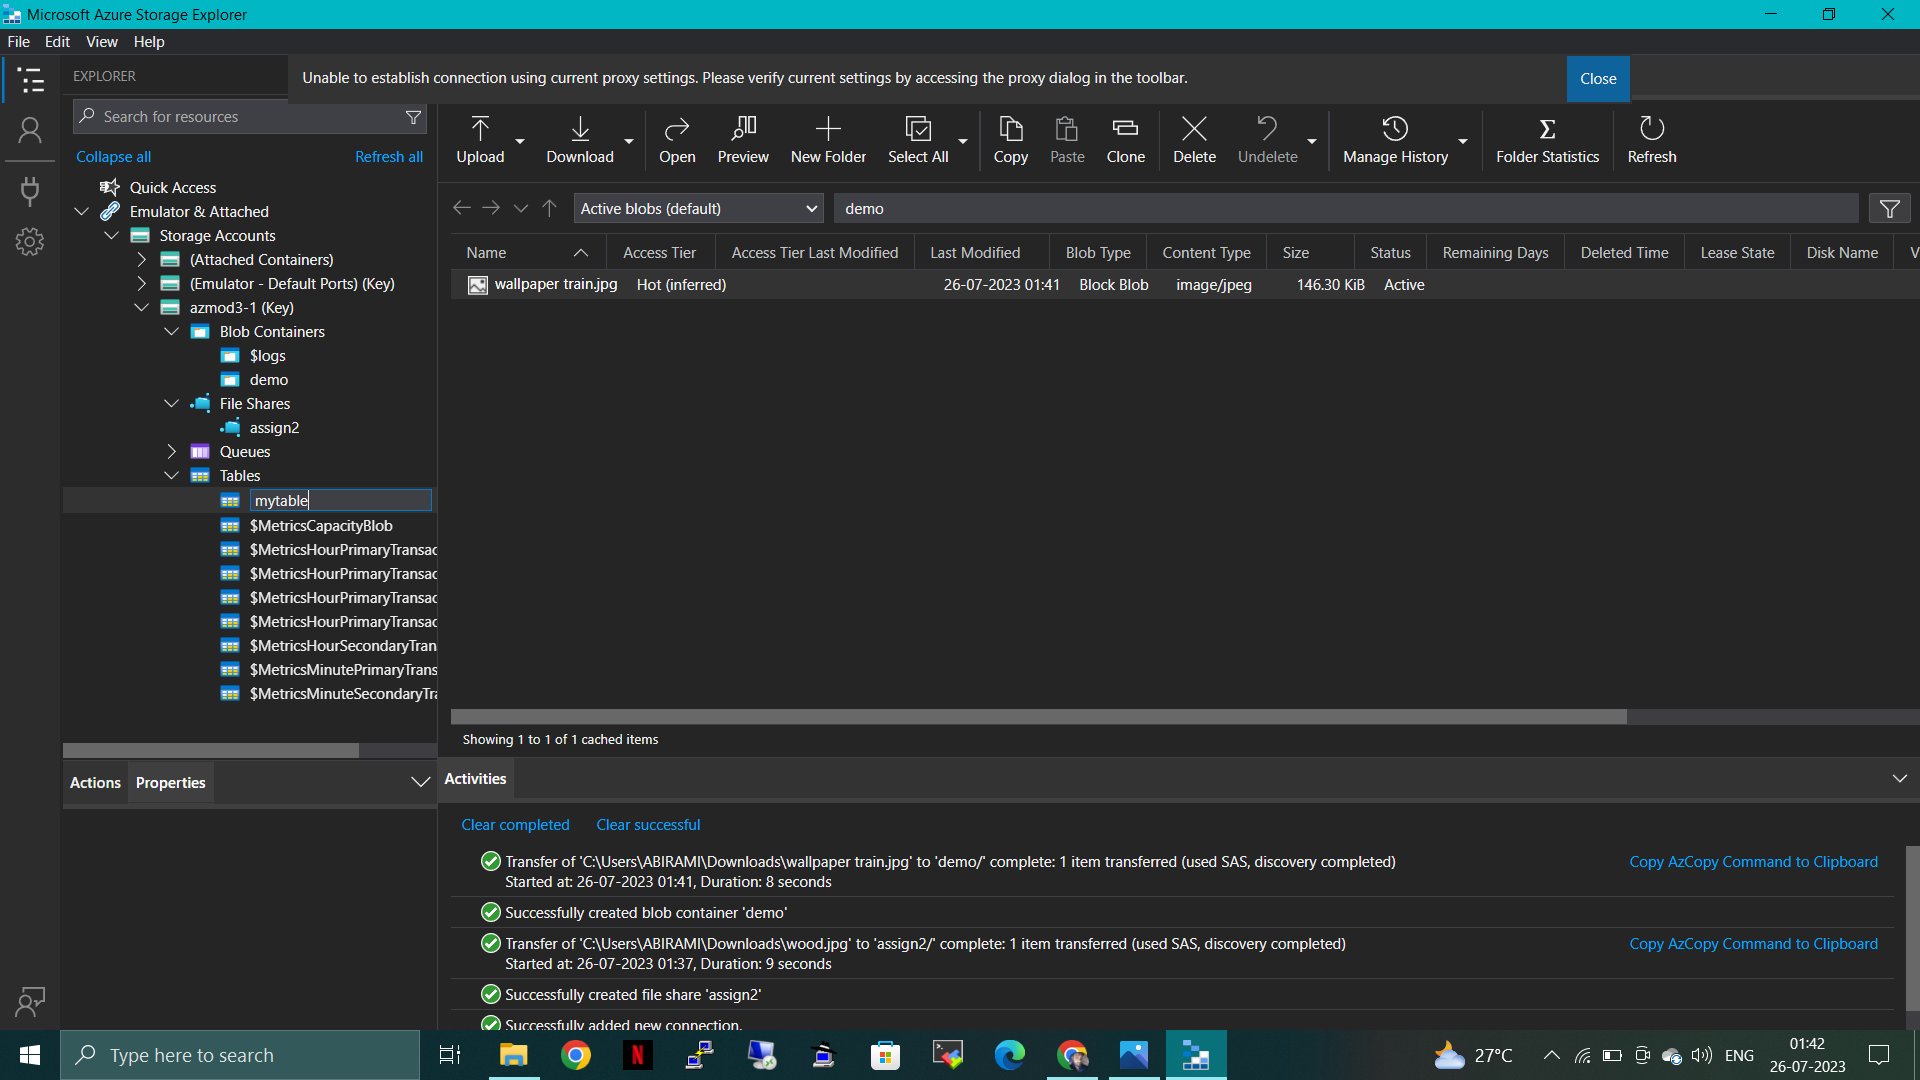 Microsoft Azure Storage Explorer
File Edit View Help
EXPLORER
Unable to establish connection using current proxy settings. Please verify current settings by accessing the proxy dialog in the toolbar.
Close
Search for resources
Collapse all Refresh all
Quick Access
Emulator & Attached
Storage Accounts
(Attached Containers)
(Emulator - Default Ports) (Key)
azmod3-1 (Key)
Blob Containers
$logs
demo
File Shares
assign2
Queues
Tables
mytable
$MetricsCapacityBlob
$MetricsHourPrimaryTransac
$MetricsHourPrimaryTransac
$MetricsHourPrimaryTransac
$MetricsHourPrimaryTransac
$MetricsHourSecondaryTran
$MetricsMinutePrimaryTrans
$MetricsMinuteSecondaryTra
Actions Properties
Upload Download Open Preview New Folder Select All Copy Paste Clone Delete Undelete Manage History Folder Statistics Refresh
Active blobs (default) demo
Name Access Tier Access Tier Last Modified Last Modified Blob Type Content Type Size Status Remaining Days Deleted Time Lease State Disk Name V
wallpaper train.jpg Hot (inferred) 26-07-2023 01:41 Block Blob image/jpeg 146.30 KiB Active
Showing 1 to 1 of 1 cached items
Activities
Clear completed Clear successful
Transfer of 'C:\Users\ABIRAMI\Downloads\wallpaper train.jpg' to 'demo/' complete: 1 item transferred (used SAS, discovery completed) Copy AzCopy Command to Clipboard
Started at: 26-07-2023 01:41, Duration: 8 seconds
Successfully created blob container 'demo'
Transfer of 'C:\Users\ABIRAMI\Downloads\wood.jpg' to 'assign2/' complete: 1 item transferred (used SAS, discovery completed) Copy AzCopy Command to Clipboard
Started at: 26-07-2023 01:37, Duration: 9 seconds
Successfully created file share 'assign2'
Successfully added new connection.
Type here to search
N
27°C
ENG
01:42
26-07-2023